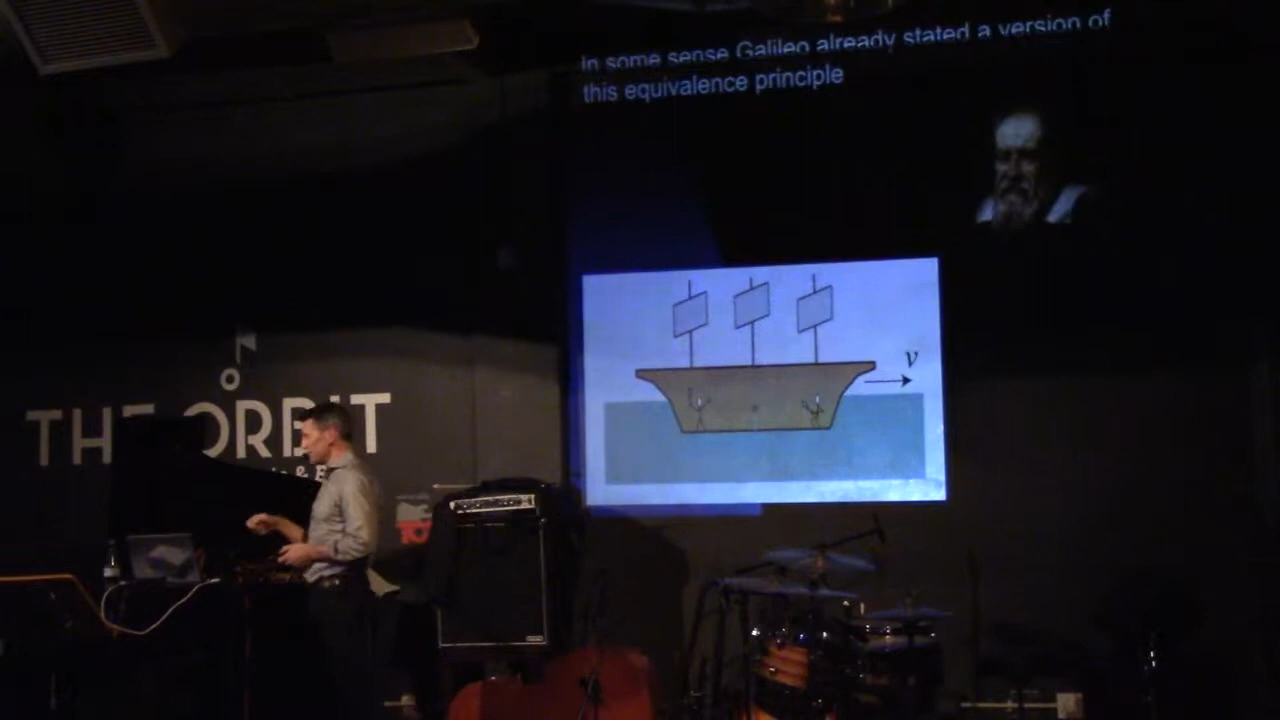 In some sense Galileo already stated a version of
this equivalence principle
v
THE ORBIT